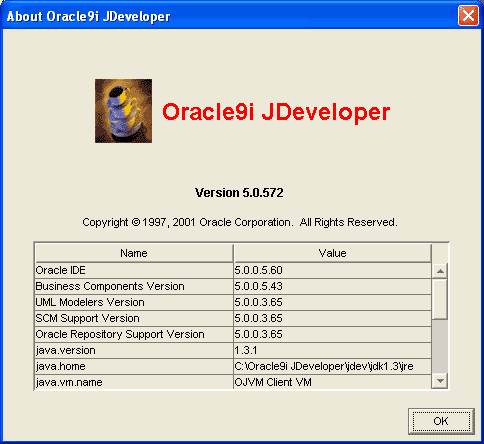 About Oracle9i JDeveloper
Oracle9i JDeveloper
Version 5.0.572
Copyright © 1997, 2001 Oracle Corporation. All Rights Reserved.
Name Value
Oracle IDE 5.0.0.5.60
Business Components Version 5.0.0.5.43
UML Modelers Version 5.0.0.3.65
SCM Support Version 5.0.0.3.65
Oracle Repository Support Version 5.0.0.3.65
java.version 1.3.1
java.home C:\Oracle9i JDeveloper\jdev\jdk1.3\jre
java.vm.name OJVM Client VM
OK